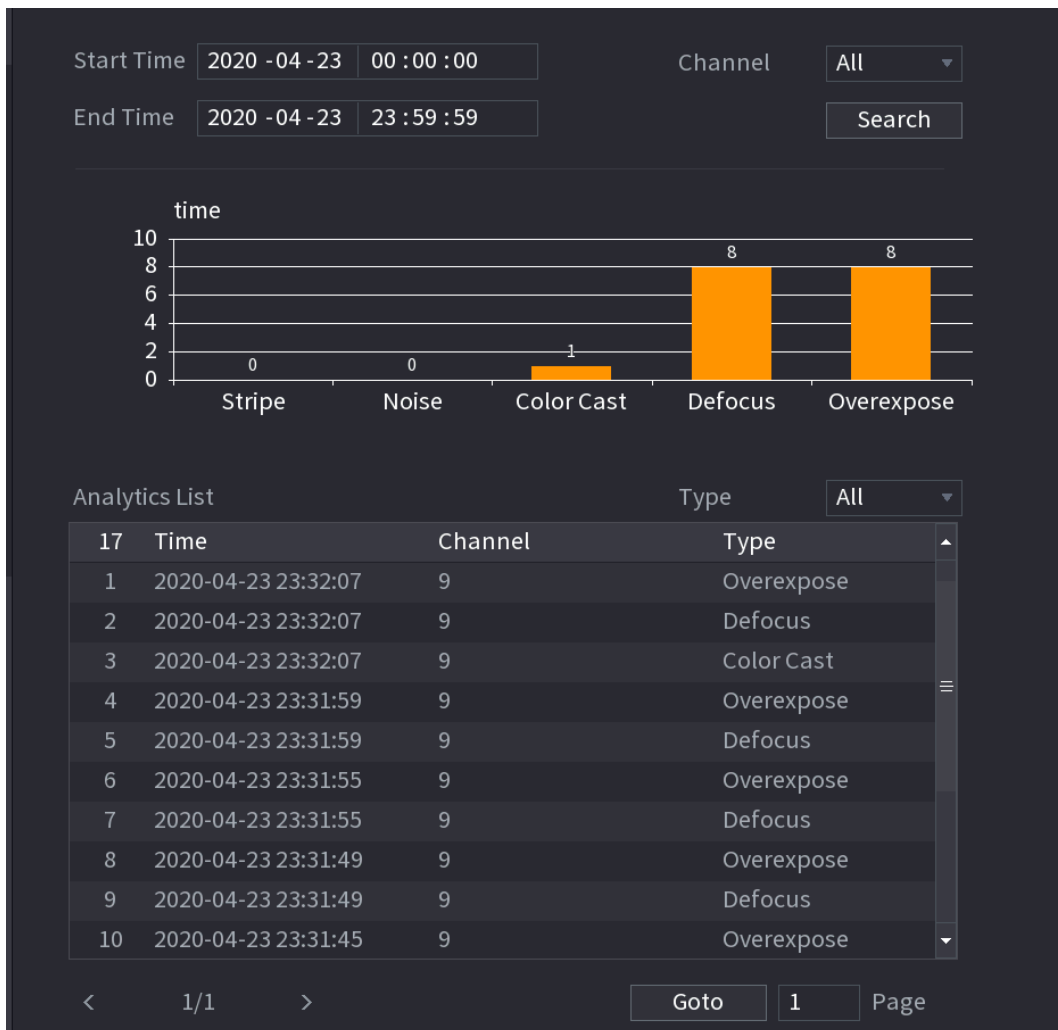 Start Time 2020 -04 -23 00 : 00 : 00 Channel All
End Time 2020 -04 -23 23 : 59 : 59 Search
time
10
8
6
4
2
0
0 0 1 8 8
Stripe Noise Color Cast Defocus Overexpose
Analytics List Type All
17 Time Channel Type
1 2020-04-23 23:32:07 9 Overexpose
2 2020-04-23 23:32:07 9 Defocus
3 2020-04-23 23:32:07 9 Color Cast
4 2020-04-23 23:31:59 9 Overexpose
5 2020-04-23 23:31:59 9 Defocus
6 2020-04-23 23:31:55 9 Overexpose
7 2020-04-23 23:31:55 9 Defocus
8 2020-04-23 23:31:49 9 Overexpose
9 2020-04-23 23:31:49 9 Defocus
10 2020-04-23 23:31:45 9 Overexpose
< 1/1 > Goto 1 Page